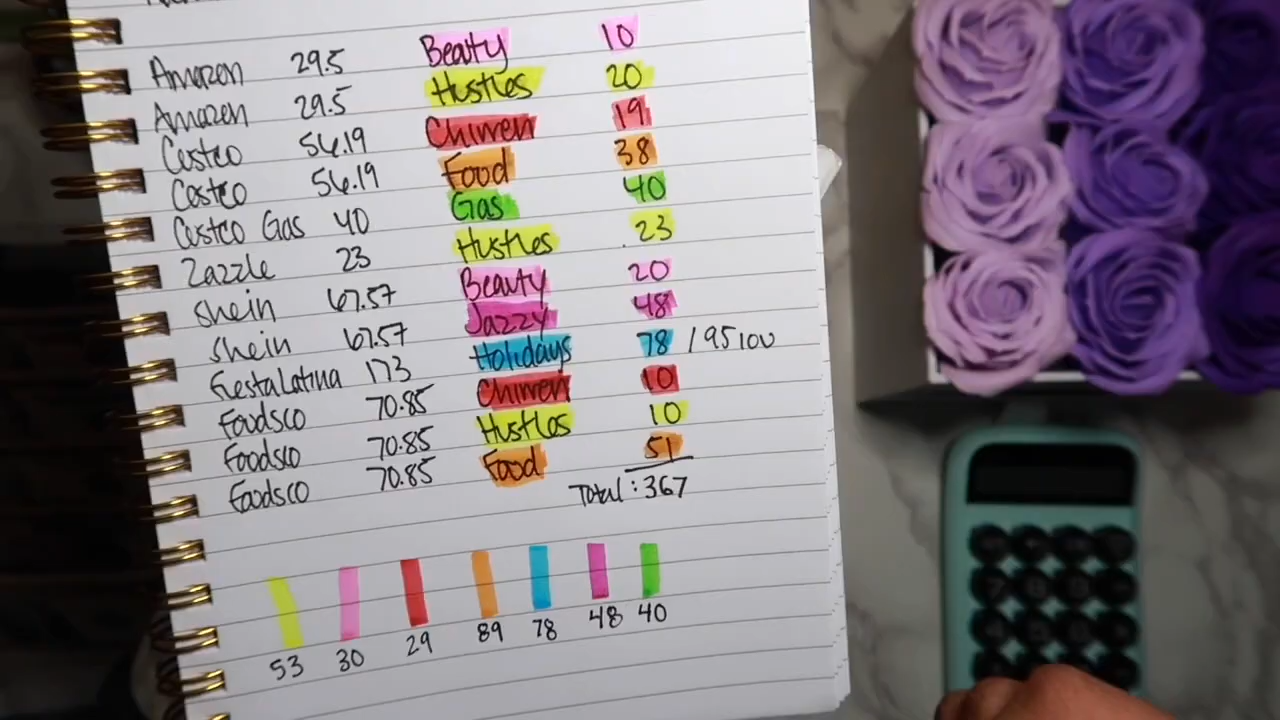 Amazon 29.5 Beauty 10
Amazon 29.5 Hustles 20
Costco 56.19 Chirren 19
Costco 56.19 Food 38
Costco Gas 40 Gas 40
Zazzle 23 Hustles 23
Shein 67.57 Beauty 20
Shein 67.57 Jazzy 48
FiestaLatina 173 Holidays 78 / 95 100
Foodsco 70.85 Chirren 10
Foodsco 70.85 Hustles 10
Foodsco 70.85 Food 51
Total: 367
53 30 29 89 78 48 40